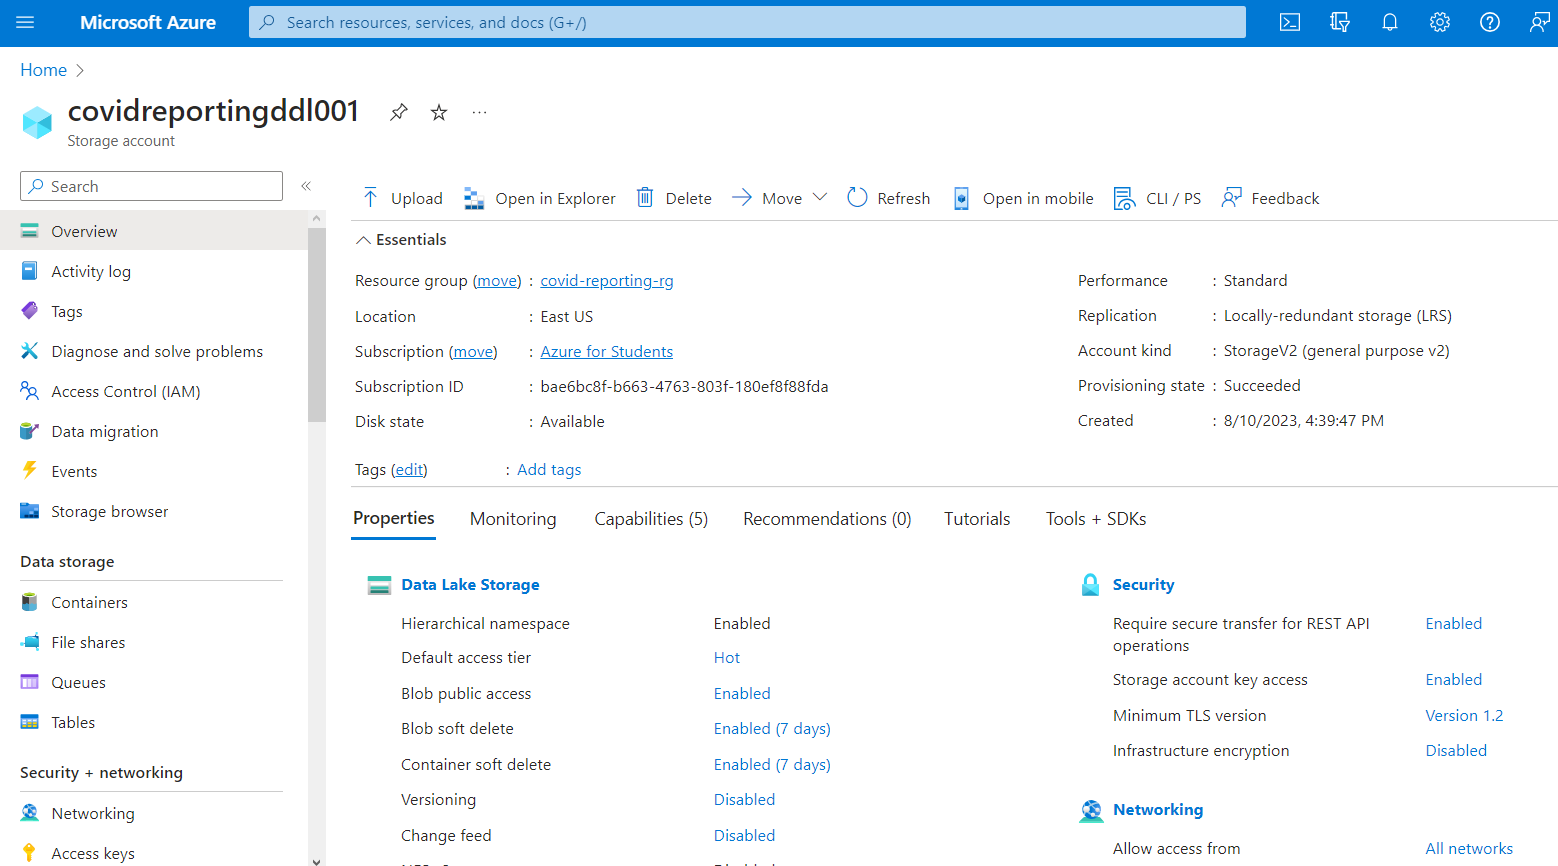 Microsoft Azure
Search resources, services, and docs (G+/)
Home
covidreportingddl001
Storage account
Search
«
Upload
Open in Explorer
Delete
Move
Refresh
Open in mobile
CLI / PS
Feedback
Overview
Activity log
Tags
Diagnose and solve problems
Access Control (IAM)
Data migration
Events
Storage browser
Data storage
Containers
File shares
Queues
Tables
Security + networking
Networking
Access keys
Essentials
Resource group (move) : covid-reporting-rg
Location : East US
Subscription (move) : Azure for Students
Subscription ID : bae6bc8f-b663-4763-803f-180ef8f88fda
Disk state : Available
Performance : Standard
Replication : Locally-redundant storage (LRS)
Account kind : StorageV2 (general purpose v2)
Provisioning state : Succeeded
Created : 8/10/2023, 4:39:47 PM
Tags (edit) : Add tags
Properties
Monitoring
Capabilities (5)
Recommendations (0)
Tutorials
Tools + SDKs
Data Lake Storage
Hierarchical namespace Enabled
Default access tier Hot
Blob public access Enabled
Blob soft delete Enabled (7 days)
Container soft delete Enabled (7 days)
Versioning Disabled
Change feed Disabled
Security
Require secure transfer for REST API Enabled
operations
Storage account key access Enabled
Minimum TLS version Version 1.2
Infrastructure encryption Disabled
Networking
Allow access from All networks